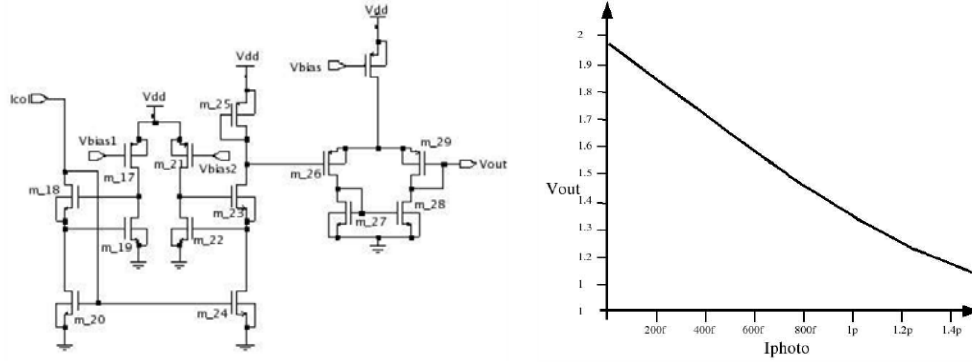 Vdd
Vbias
Vdd
m_25
Icol
Vdd
Vbias1
m_17
m_21
Vbias2
m_29
m_26
Vout
m_18
m_23
m_28
m_27
m_19
m_22
m_20
m_24
2
1.9
1.8
1.7
1.6
Vout
1.5
1.4
1.3
1.2
1.1
1
200f
400f
600f
800f
1p
1.2p
1.4p
Iphoto